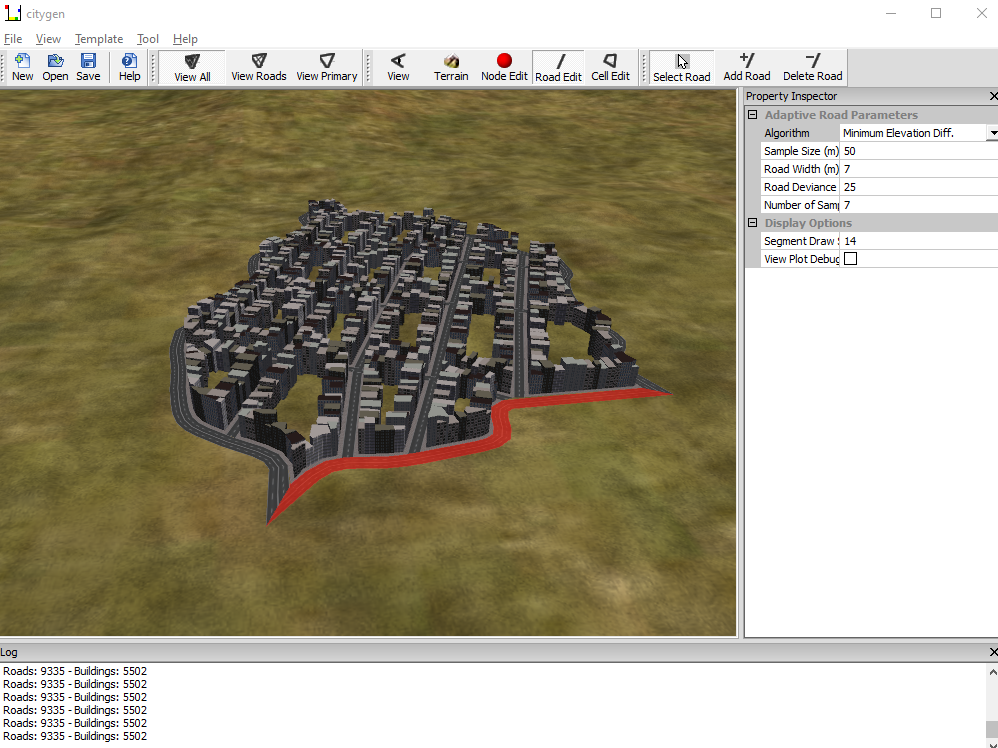 citygen
File View Template Tool Help
New Open Save Help View All View Roads View Primary View Terrain Node Edit Road Edit Cell Edit Select Road Add Road Delete Road
Property Inspector
Adaptive Road Parameters
Algorithm Minimum Elevation Diff.
Sample Size (m) 50
Road Width (m) 7
Road Deviance 25
Number of Samp 7
Display Options
Segment Draw S 14
View Plot Debug
Log
Roads: 9335 - Buildings: 5502
Roads: 9335 - Buildings: 5502
Roads: 9335 - Buildings: 5502
Roads: 9335 - Buildings: 5502
Roads: 9335 - Buildings: 5502
Roads: 9335 - Buildings: 5502